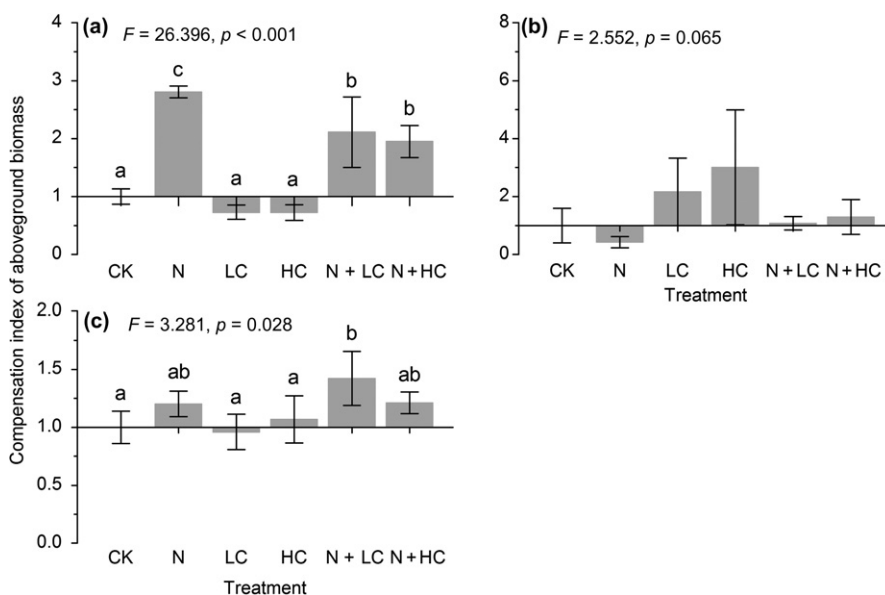 Compensation index of aboveground biomass
(a)
F = 26.396, p < 0.001
4
3
2
1
0
a
c
a
a
b
b
CK N LC HC N + LC N + HC
(b)
F = 2.552, p = 0.065
8
6
4
2
0
CK N LC HC N + LC N + HC
Treatment
(c)
F = 3.281, p = 0.028
2.0
1.5
1.0
0.5
0.0
a
ab
a
a
b
ab
CK N LC HC N + LC N + HC
Treatment